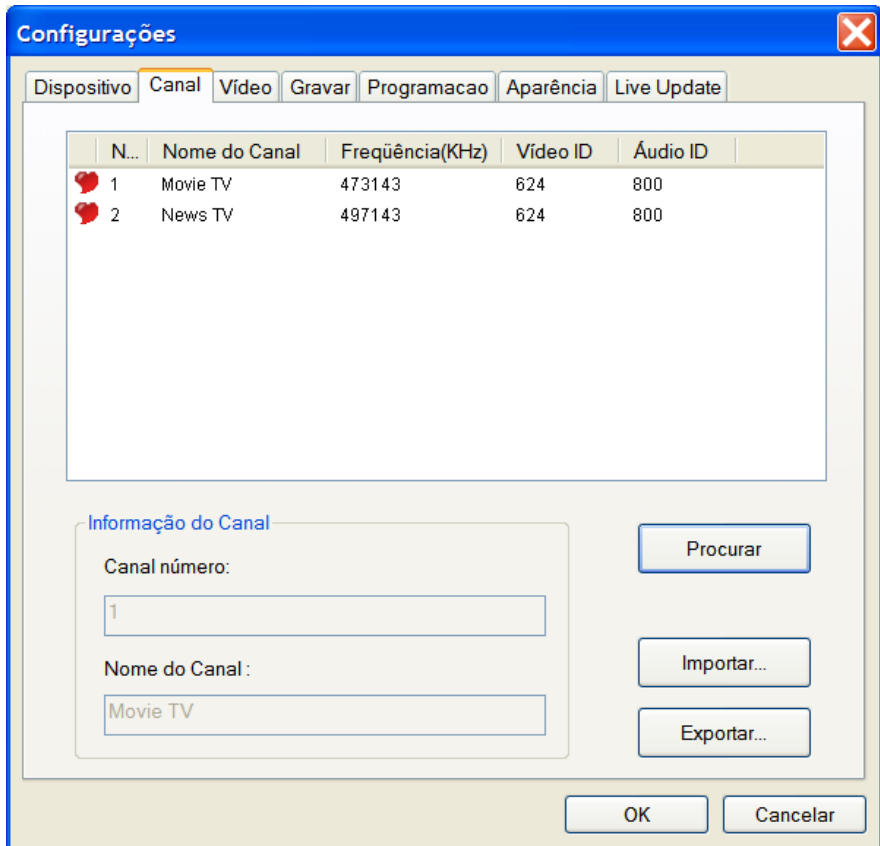 Configurações
Dispositivo Canal Vídeo Gravar Programacao Aparência Live Update
N... Nome do Canal Freqüência(KHz) Vídeo ID Áudio ID
1 Movie TV 473143 624 800
2 News TV 497143 624 800
Informação do Canal
Canal número:
1
Nome do Canal :
Movie TV
Procurar
Importar...
Exportar...
OK Cancelar